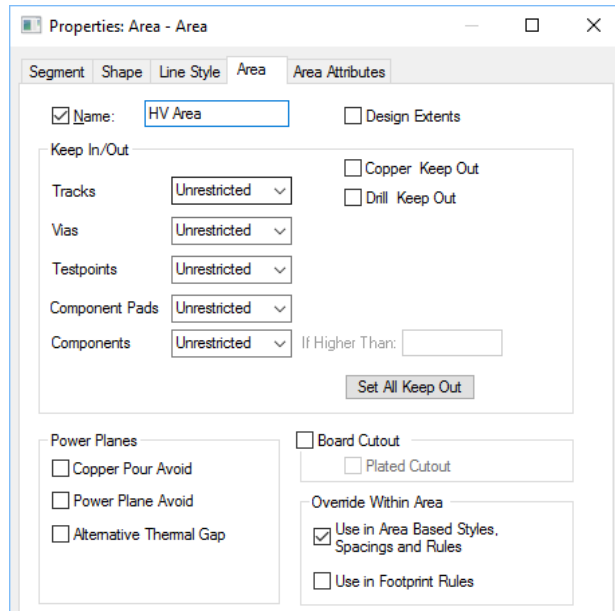 Properties: Area - Area
Segment Shape Line Style Area Area Attributes
Name: HV Area Design Extents
Keep In/Out
Copper Keep Out
Tracks Unrestricted Drill Keep Out
Vias Unrestricted
Testpoints Unrestricted
Component Pads Unrestricted
Components Unrestricted If Higher Than:
Set All Keep Out
Power Planes Board Cutout
Copper Pour Avoid Plated Cutout
Power Plane Avoid Override Within Area
Alternative Thermal Gap Use in Area Based Styles,
Spacings and Rules
Use in Footprint Rules